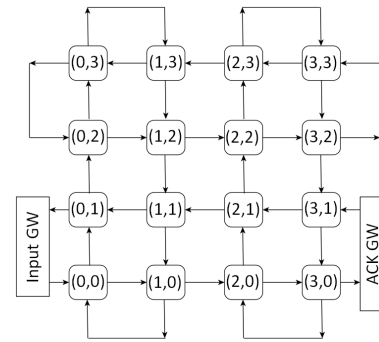 (0,3) (1,3) (2,3) (3,3)
(0,2) (1,2) (2,2) (3,2)
Input GW (0,1) (1,1) (2,1) (3,1) ACK GW
(0,0) (1,0) (2,0) (3,0)